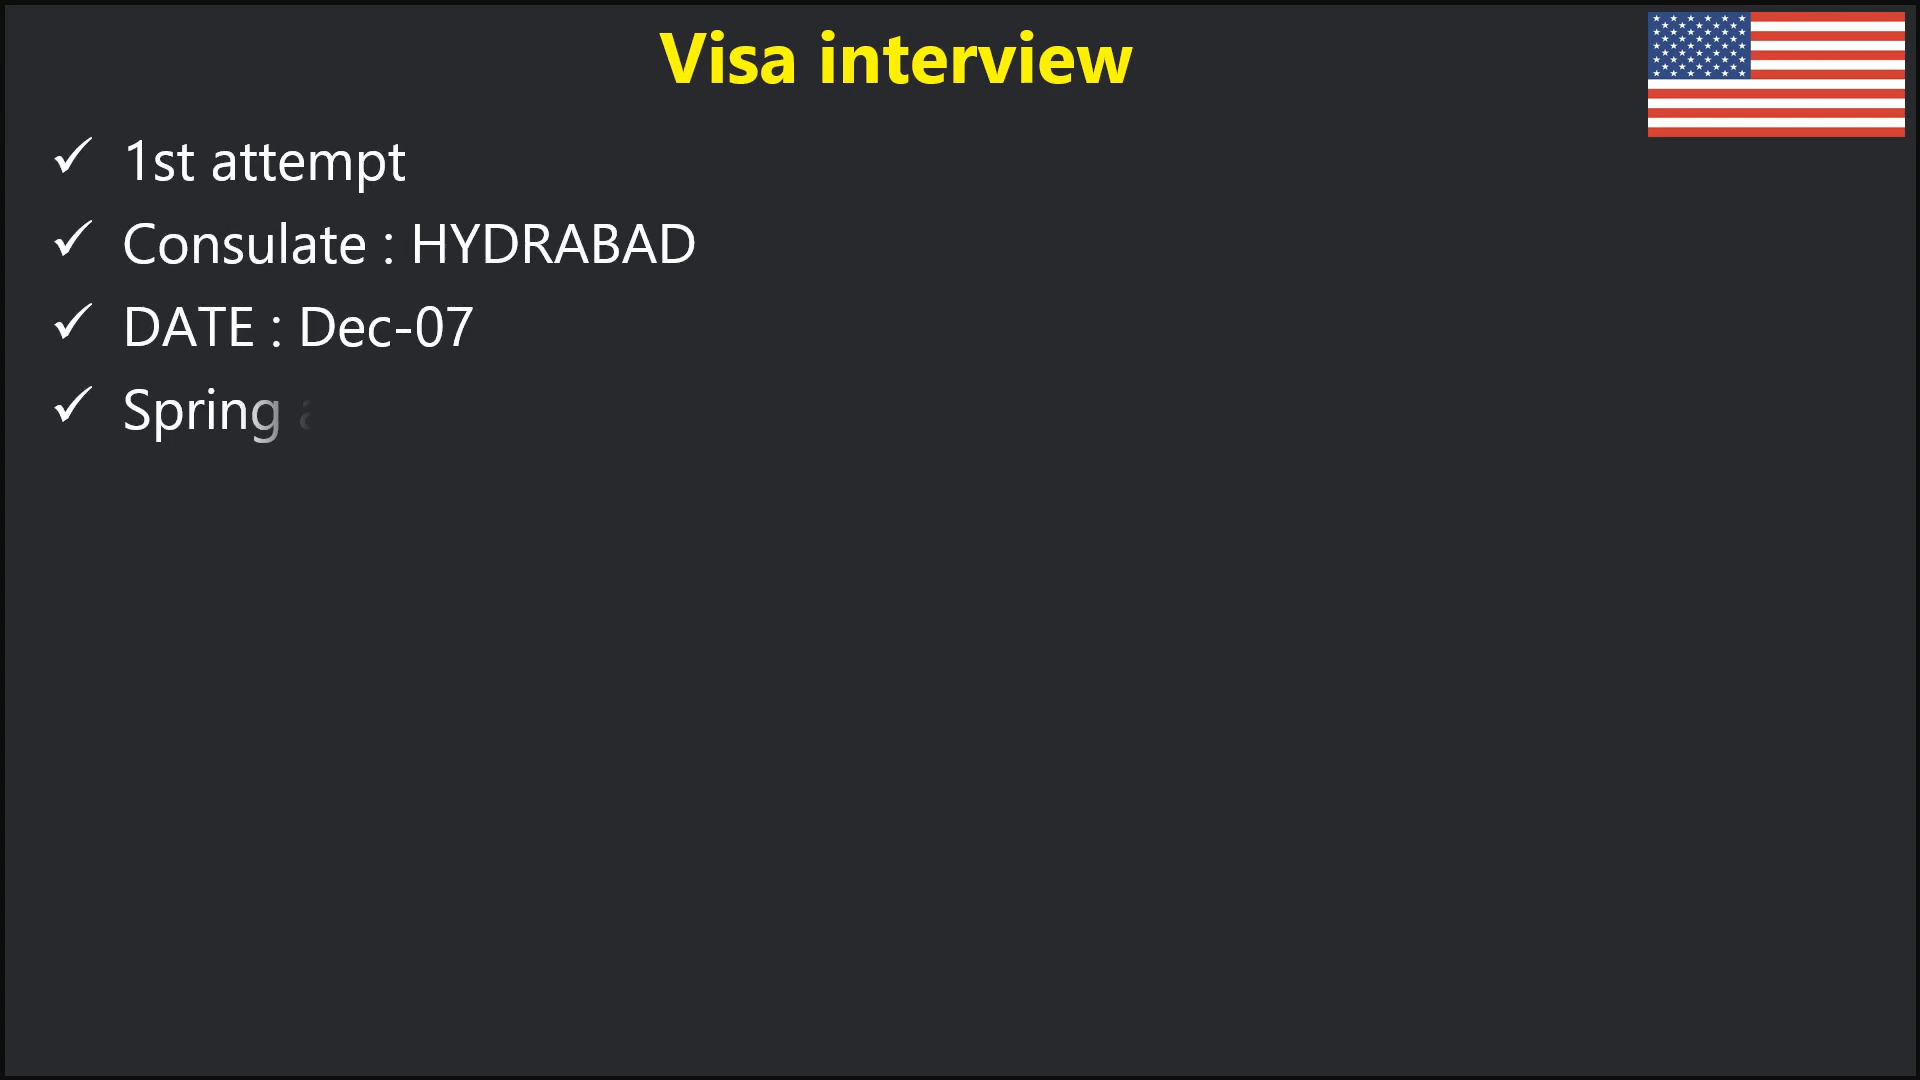 Visa interview
1st attempt
Consulate : HYDRABAD
DATE : Dec-07
Spring